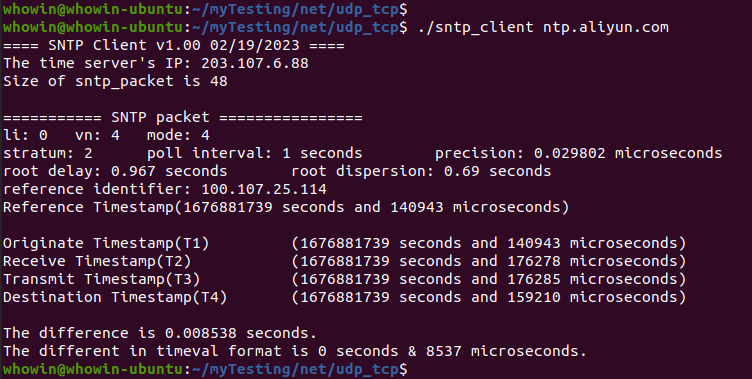 whowin@whowin-ubuntu:~/myTesting/net/udp_tcp$
whowin@whowin-ubuntu:~/myTesting/net/udp_tcp$ ./sntp_client ntp.aliyun.com
==== SNTP Client v1.00 02/19/2023 ====
The time server's IP: 203.107.6.88
Size of sntp_packet is 48
=========== SNTP packet ================
li: 0   vn: 4   mode: 4
stratum: 2      poll interval: 1 seconds        precision: 0.029802 microseconds
root delay: 0.967 seconds       root dispersion: 0.69 seconds
reference identifier: 100.107.25.114
Reference Timestamp(1676881739 seconds and 140943 microseconds)
Originate Timestamp(T1)         (1676881739 seconds and 140943 microseconds)
Receive Timestamp(T2)           (1676881739 seconds and 176278 microseconds)
Transmit Timestamp(T3)          (1676881739 seconds and 176285 microseconds)
Destination Timestamp(T4)       (1676881739 seconds and 159210 microseconds)
The difference is 0.008538 seconds.
The different in timeval format is 0 seconds & 8537 microseconds.
whowin@whowin-ubuntu:~/myTesting/net/udp_tcp$